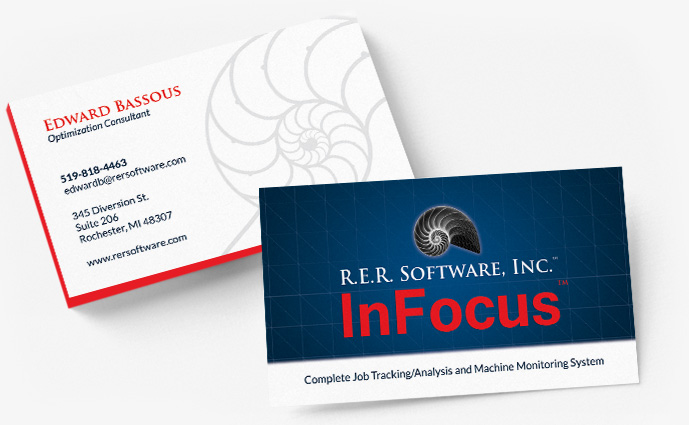 EDWARD BASSOUS
Optimization Consultant
519-818-4463
edwardb@rersoftware.com
345 Diversion St.
Suite 206
Rochester, MI 48307
www.rersoftware.com
R.E.R. SOFTWARE, INC.™
InFocus™
Complete Job Tracking/Analysis and Machine Monitoring System